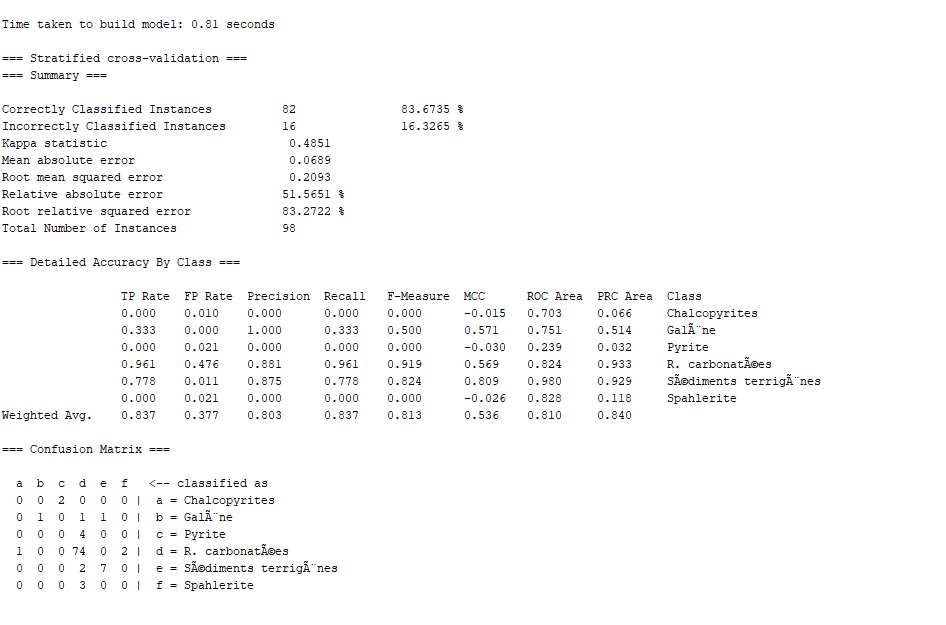 Time taken to build model: 0.81 seconds
=== Stratified cross-validation ===
=== Summary ===
Correctly Classified Instances          82               83.6735 %
Incorrectly Classified Instances        16               16.3265 %
Kappa statistic                          0.4851
Mean absolute error                      0.0689
Root mean squared error                  0.2093
Relative absolute error                 51.5651 %
Root relative squared error             83.2722 %
Total Number of Instances               98
=== Detailed Accuracy By Class ===
                 TP Rate  FP Rate  Precision  Recall   F-Measure  MCC      ROC Area  PRC Area  Class
                 0.000    0.010    0.000      0.000    0.000      -0.015   0.703     0.066     Chalcopyrites
                 0.333    0.000    1.000      0.333    0.500      0.571    0.751     0.514     GalÃ¨ne
                 0.000    0.021    0.000      0.000    0.000      -0.030   0.239     0.032     Pyrite
                 0.961    0.476    0.881      0.961    0.919      0.569    0.824     0.933     R. carbonatÃ©es
                 0.778    0.011    0.875      0.778    0.824      0.809    0.980     0.929     SÃ©diments terrigÃ¨nes
                 0.000    0.021    0.000      0.000    0.000      -0.026   0.828     0.118     Spahlerite
Weighted Avg.    0.837    0.377    0.803      0.837    0.813      0.536    0.810     0.840
=== Confusion Matrix ===
  a  b  c  d  e  f   <-- classified as
  0  0  2  0  0  0 |  a = Chalcopyrites
  0  1  0  1  1  0 |  b = GalÃ¨ne
  0  0  0  4  0  0 |  c = Pyrite
  1  0  0 74  0  2 |  d = R. carbonatÃ©es
  0  0  0  2  7  0 |  e = SÃ©diments terrigÃ¨nes
  0  0  0  3  0  0 |  f = Spahlerite